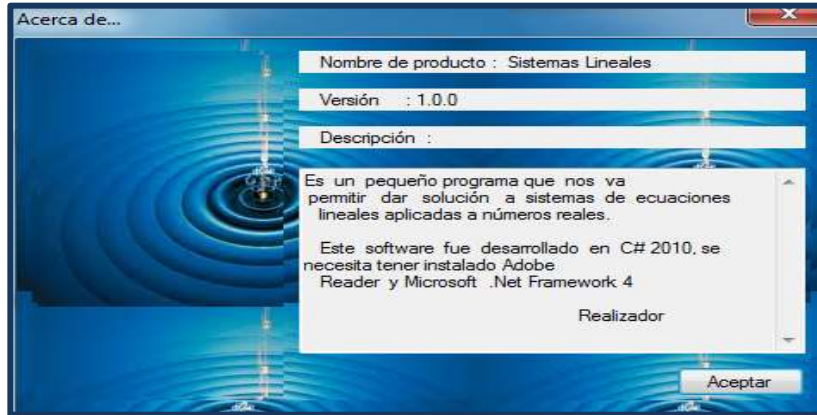 Acerca de...
Nombre de producto : Sistemas Lineales
Versión : 1.0.0
Descripción :
Es un pequeño programa que nos va
permitir dar solución a sistemas de ecuaciones
lineales aplicadas a números reales.
Este software fue desarrollado en C# 2010, se
necesita tener instalado Adobe
Reader y Microsoft .Net Framework 4
Realizador
Aceptar